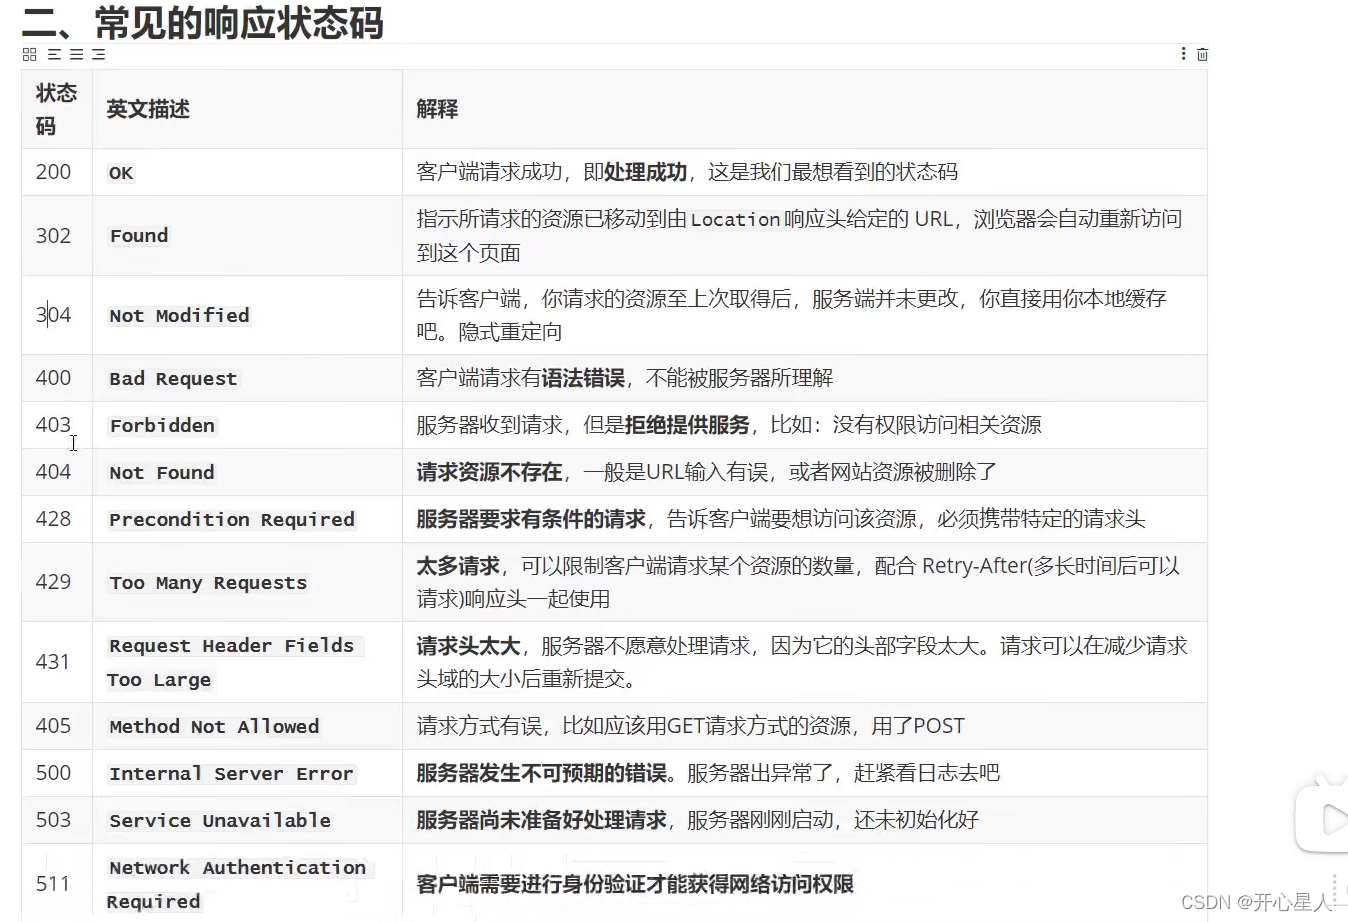 二、常见的响应状态码
状态
码
英文描述
解释
200
OK
客户端请求成功，即处理成功，这是我们最想看到的状态码
302
Found
指示所请求的资源已移动到由Location响应头给定的 URL，浏览器会自动重新访问
到这个页面
304
Not Modified
告诉客户端，你请求的资源至上次取得后，服务端并未更改，你直接用你本地缓存
吧。隐式重定向
400
Bad Request
客户端请求有语法错误，不能被服务器所理解
403
Forbidden
服务器收到请求，但是拒绝提供服务，比如：没有权限访问相关资源
404
Not Found
请求资源不存在，一般是URL输入有误，或者网站资源被删除了
428
Precondition Required
服务器要求有条件的请求，告诉客户端要想访问该资源，必须携带特定的请求头
429
Too Many Requests
太多请求，可以限制客户端请求某个资源的数量，配合 Retry-After(多长时间后可以
请求)响应头一起使用
431
Request Header Fields
Too Large
请求头太大，服务器不愿意处理请求，因为它的头部字段太大。请求可以在减少请求
头域的大小后重新提交。
405
Method Not Allowed
请求方式有误，比如应该用GET请求方式的资源，用了POST
500
Internal Server Error
服务器发生不可预期的错误。服务器出异常了，赶紧看日志去吧
503
Service Unavailable
服务器尚未准备好处理请求，服务器刚刚启动，还未初始化好
511
Network Authentication
Required
客户端需要进行身份验证才能获得网络访问权限
CSDN @开心星人